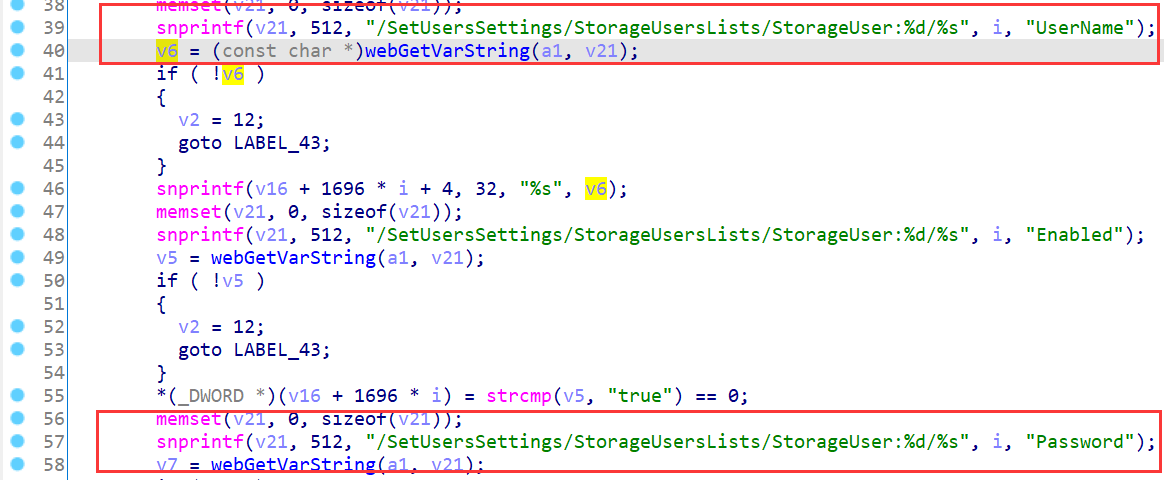 38 memset(v21, 0, sizeof(v21));
39 snprintf(v21, 512, "/SetUsersSettings/StorageUsersLists/StorageUser:%d/%s", i, "UserName");
40 v6 = (const char *)webGetVarString(a1, v21);
41 if ( !v6 )
42 {
43 v2 = 12;
44 goto LABEL_43;
45 }
46 snprintf(v16 + 1696 * i + 4, 32, "%s", v6);
47 memset(v21, 0, sizeof(v21));
48 snprintf(v21, 512, "/SetUsersSettings/StorageUsersLists/StorageUser:%d/%s", i, "Enabled");
49 v5 = webGetVarString(a1, v21);
50 if ( !v5 )
51 {
52 v2 = 12;
53 goto LABEL_43;
54 }
55 *(_DWORD *)(v16 + 1696 * i) = strcmp(v5, "true") == 0;
56 memset(v21, 0, sizeof(v21));
57 snprintf(v21, 512, "/SetUsersSettings/StorageUsersLists/StorageUser:%d/%s", i, "Password");
58 v7 = webGetVarString(a1, v21);